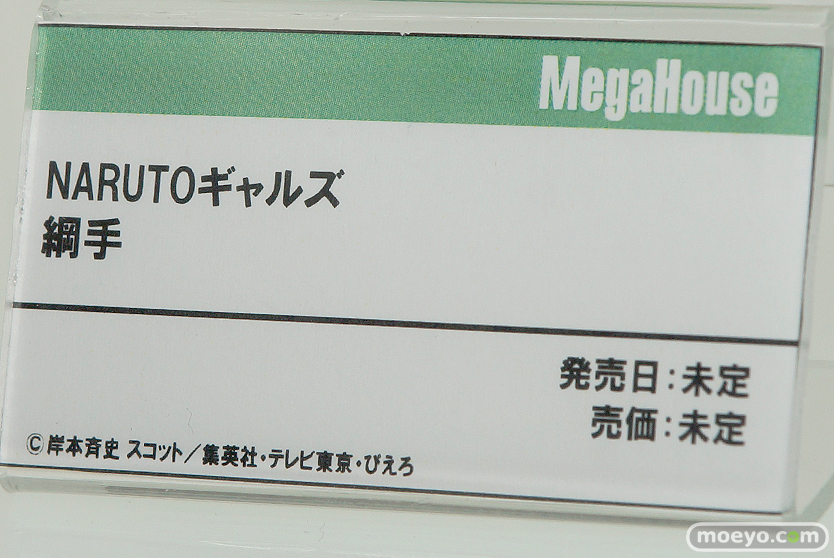 MegaHouse
NARUTOギャルズ
綱手
発売日：未定
売価：未定
©岸本斉史 スコット／集英社・テレビ東京・ぴえろ
moeyo.com